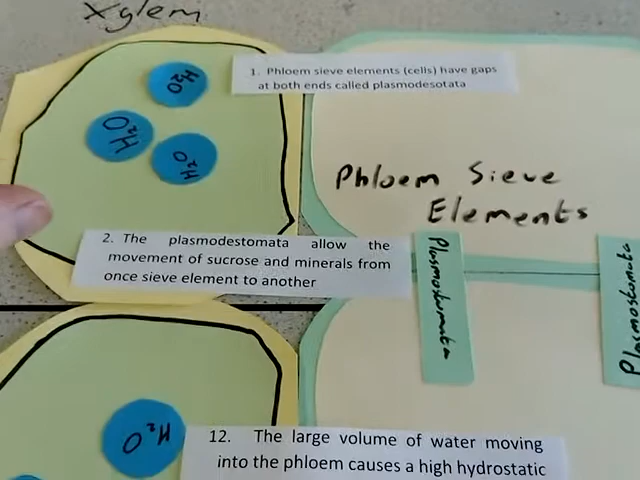 Xylem
H₂O
1. Phloem sieve elements (cells) have gaps
at both ends called plasmodesotata
H₂O
H₂O
Phloem Sieve
Elements
2. The plasmodestomata allow the
movement of sucrose and minerals from
once sieve element to another
Plasmostomata
Plasmostomata
H₂O
12. The large volume of water moving
into the phloem causes a high hydrostatic